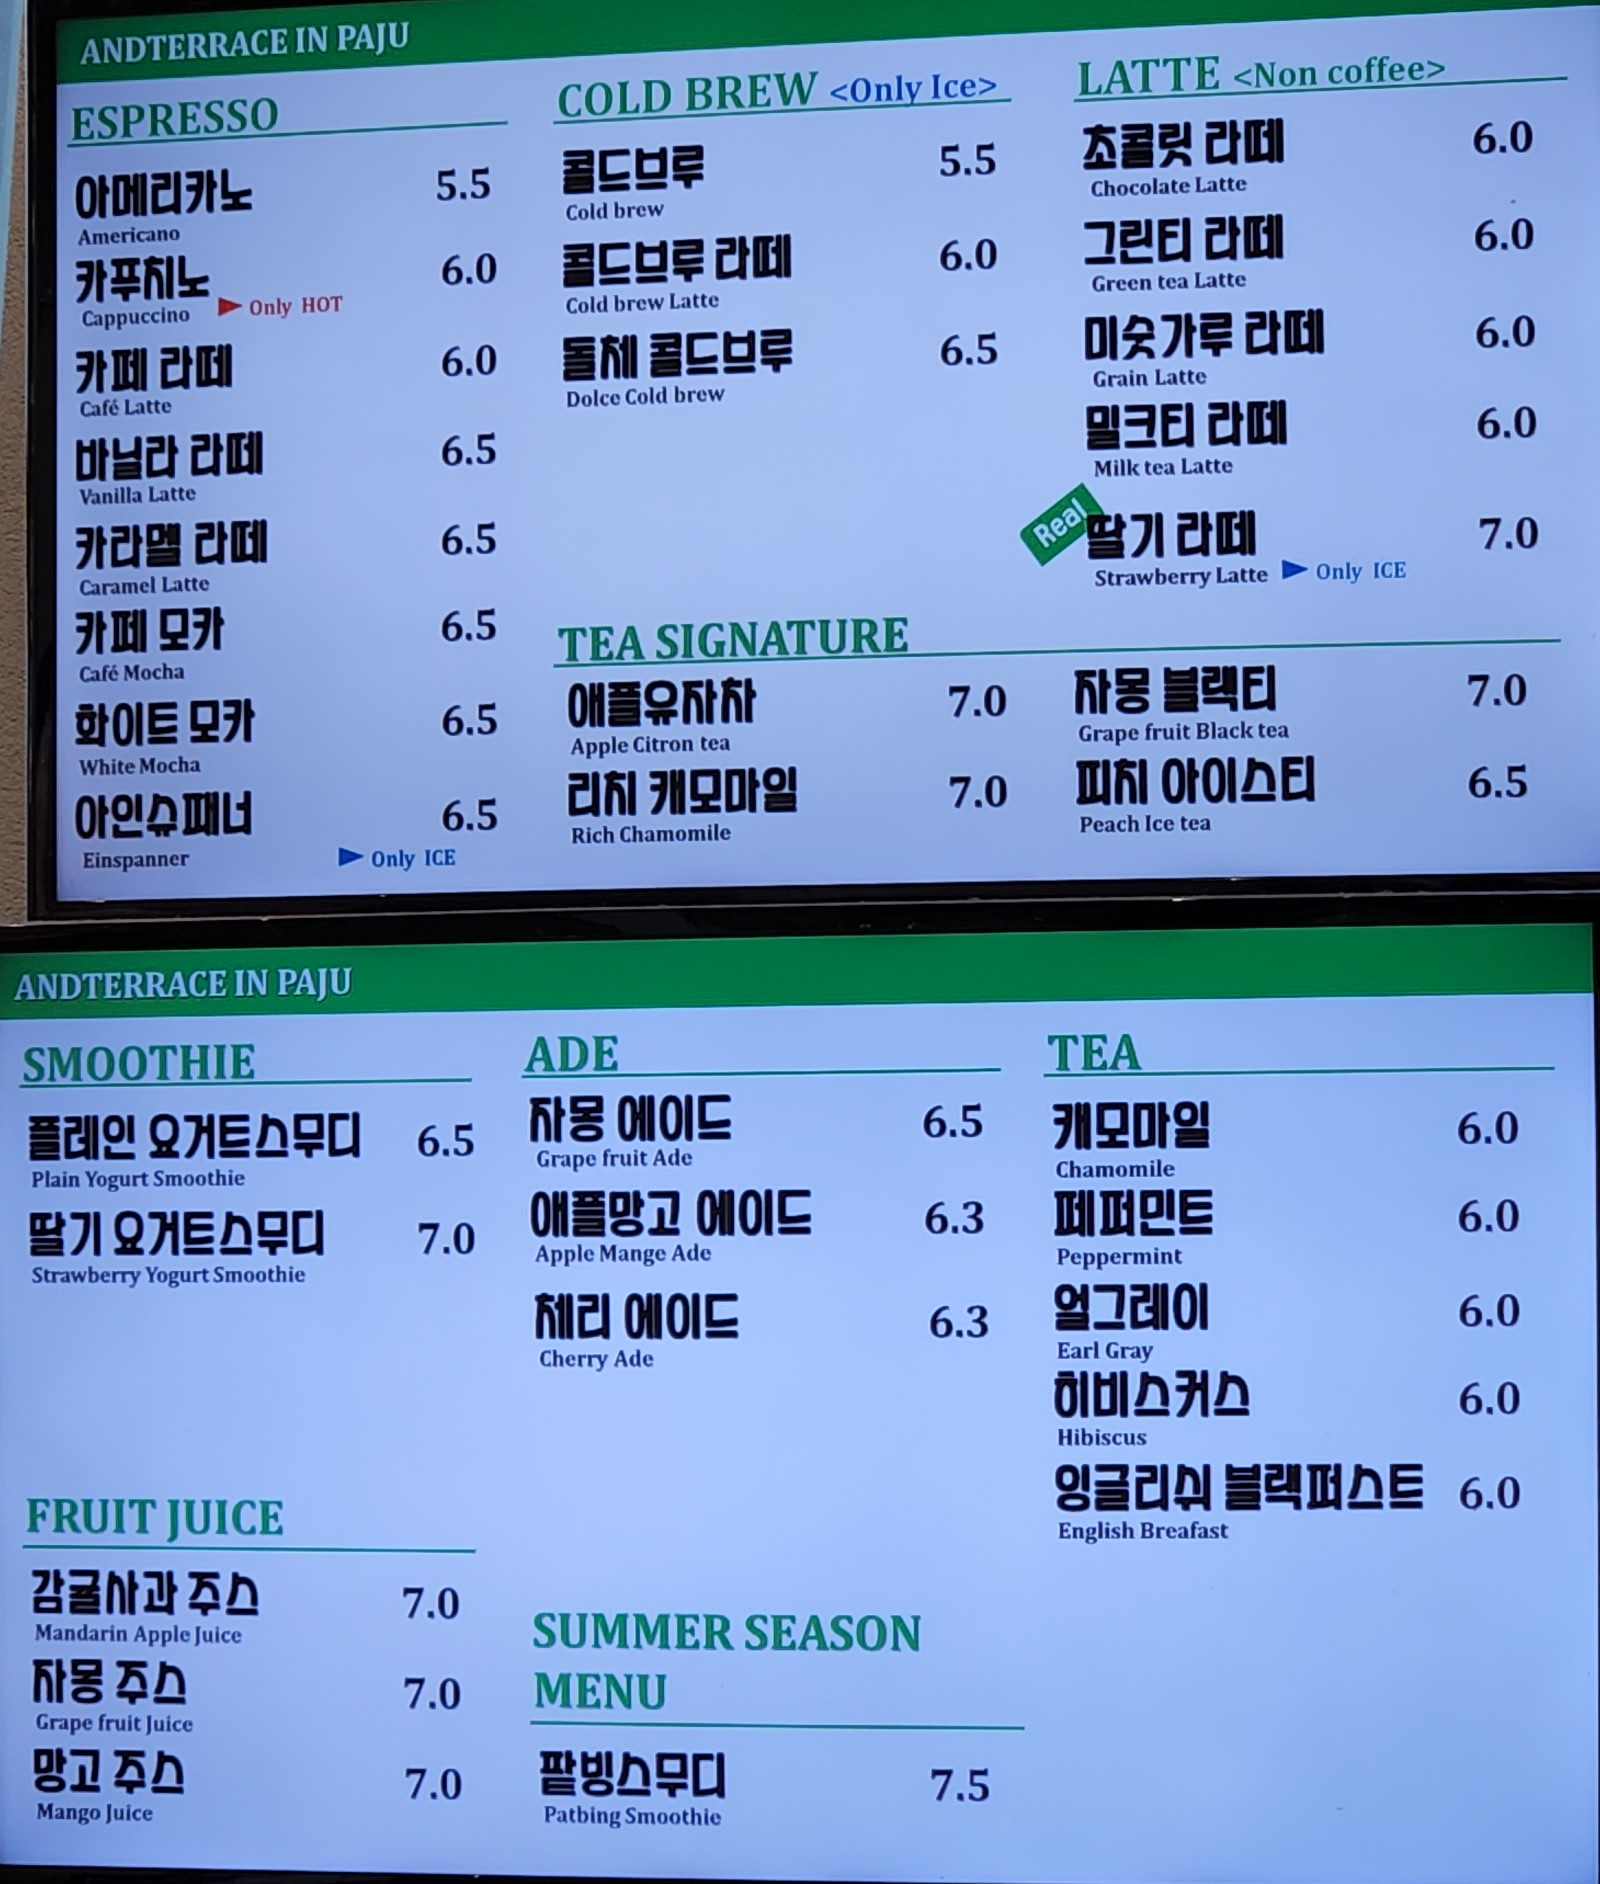 ANDTERRACE IN PAJU
ESPRESSO
아메리카노 5.5
Americano
카푸치노 6.0
Cappuccino ▶ Only HOT
카페 라떼 6.0
Café Latte
바닐라 라떼 6.5
Vanilla Latte
카라멜 라떼 6.5
Caramel Latte
카페 모카 6.5
Café Mocha
화이트 모카 6.5
White Mocha
아인슈패너 6.5
Einspanner ▶ Only ICE
COLD BREW <Only Ice>
콜드브루 5.5
Cold brew
콜드브루 라떼 6.0
Cold brew Latte
돌체 콜드브루 6.5
Dolce Cold brew
LATTE <Non coffee>
초콜릿 라떼 6.0
Chocolate Latte
그린티 라떼 6.0
Green tea Latte
미숫가루 라떼 6.0
Grain Latte
밀크티 라떼 6.0
Milk tea Latte
Real
딸기 라떼 7.0
Strawberry Latte ▶ Only ICE
TEA SIGNATURE
애플유자차 7.0
Apple Citron tea
리치 캐모마일 7.0
Rich Chamomile
자몽 블랙티 7.0
Grape fruit Black tea
피치 아이스티 6.5
Peach Ice tea
ANDTERRACE IN PAJU
SMOOTHIE
플레인 요거트스무디 6.5
Plain Yogurt Smoothie
딸기 요거트스무디 7.0
Strawberry Yogurt Smoothie
FRUIT JUICE
감귤사과 주스 7.0
Mandarin Apple Juice
자몽 주스 7.0
Grape fruit Juice
망고 주스 7.0
Mango Juice
ADE
자몽 에이드 6.5
Grape fruit Ade
애플망고 에이드 6.3
Apple Mange Ade
체리 에이드 6.3
Cherry Ade
SUMMER SEASON
MENU
팥빙스무디 7.5
Patbing Smoothie
TEA
캐모마일 6.0
Chamomile
페퍼민트 6.0
Peppermint
얼그레이 6.0
Earl Gray
히비스커스 6.0
Hibiscus
잉글리쉬 블랙퍼스트 6.0
English Breafast